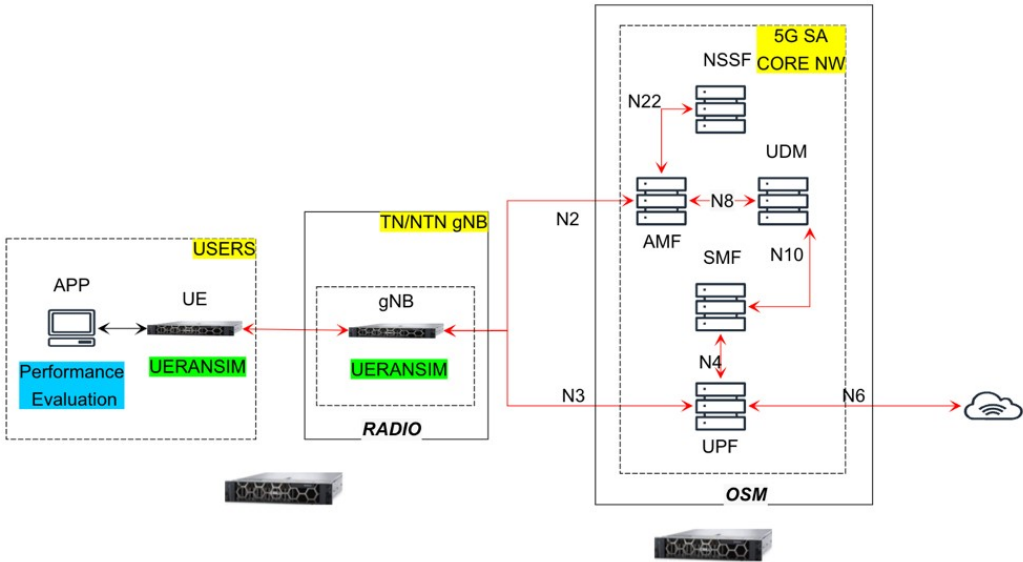 5G SA
CORE NW
NSSF
N22
UDM
N8
AMF
N2
TN/NTN gNB
USERS
SMF
N10
APP
UE
gNB
N4
UERANSIM
UERANSIM
Performance
Evaluation
N3
N6
RADIO
UPF
OSM